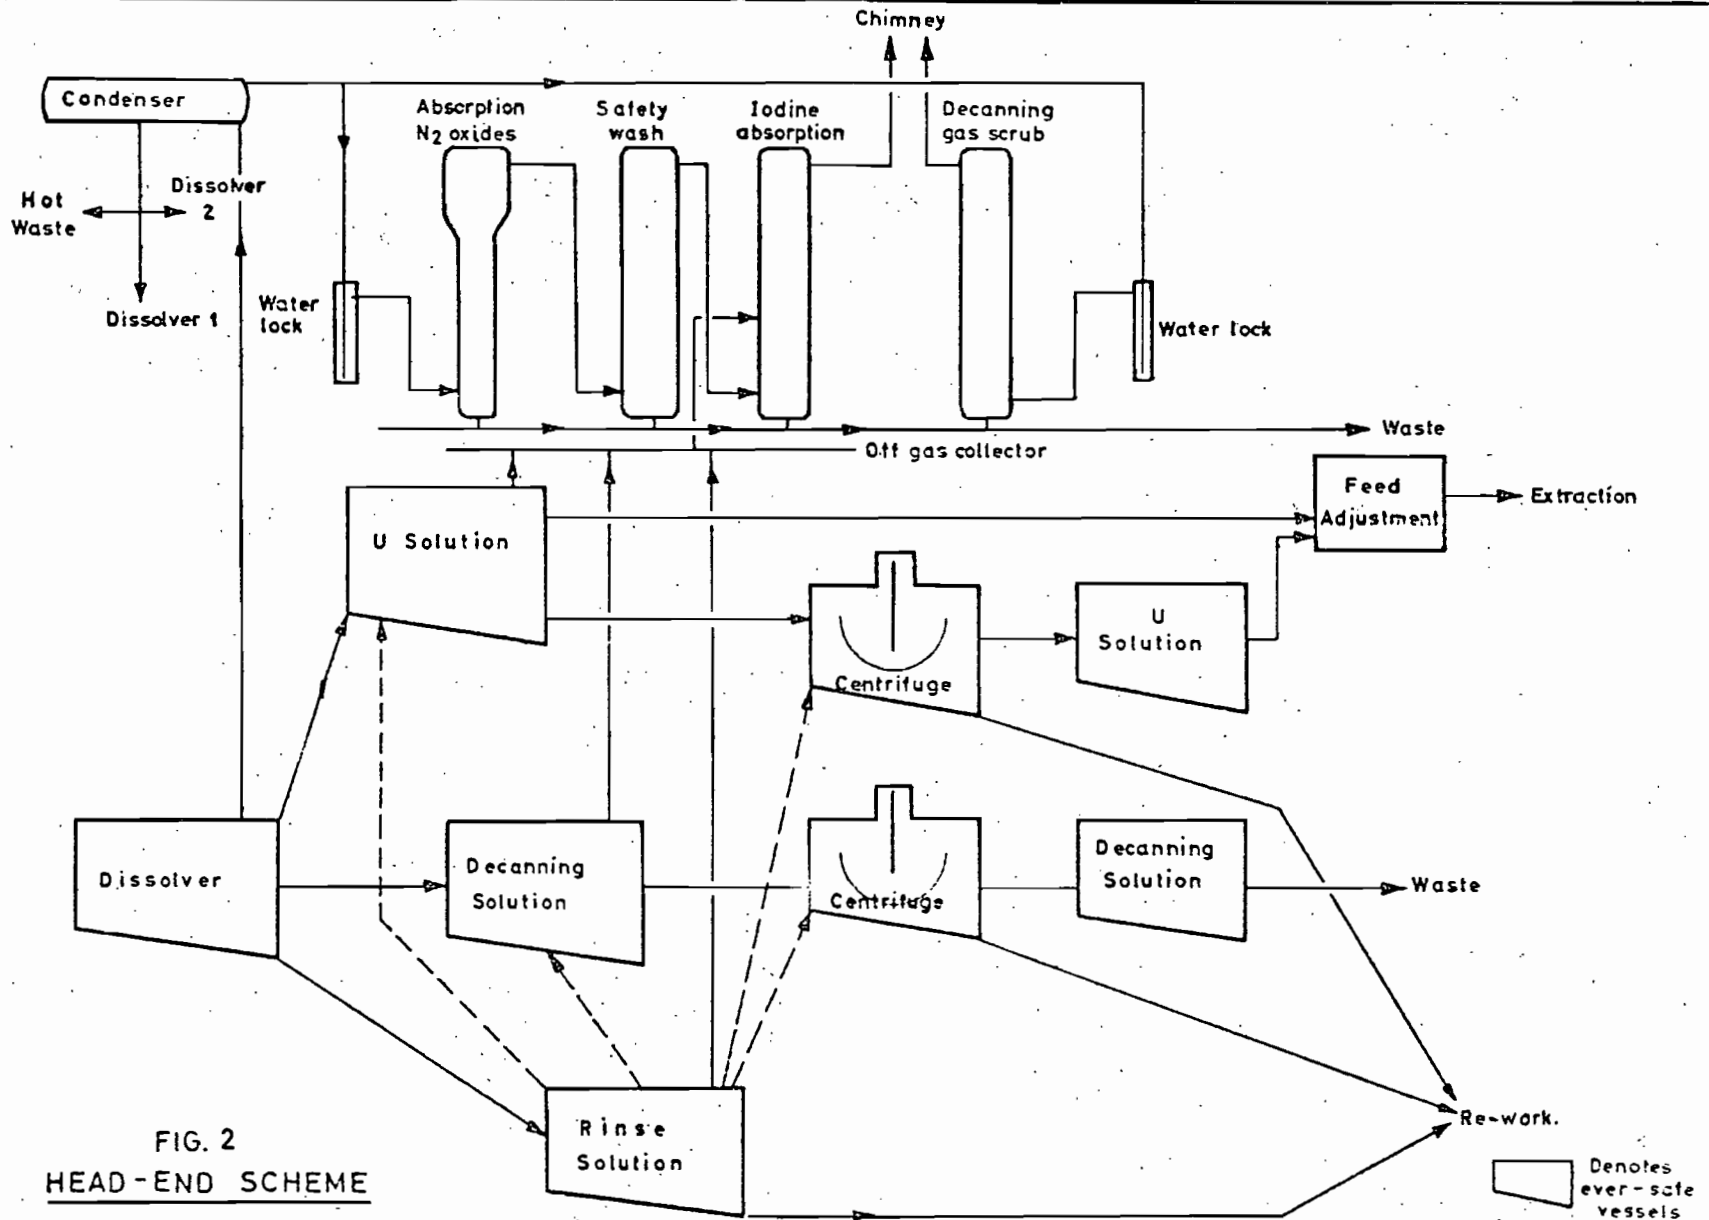 Chimney
Condenser
Absorption
N2 oxides
Safety
wash
Iodine
absorption
Decanning
gas scrub
Hot
Waste
Dissolver
2
Dissolver 1
Water
lock
Water lock
Waste
Off gas collector
Feed
Adjustment
Extraction
U Solution
U
Solution
Centrifuge
Dissolver
Decanning
Solution
Centrifuge
Decanning
Solution
Waste
Rinse
Solution
Re-work.
FIG. 2
HEAD-END SCHEME
Denotes
ever-safe
vessels